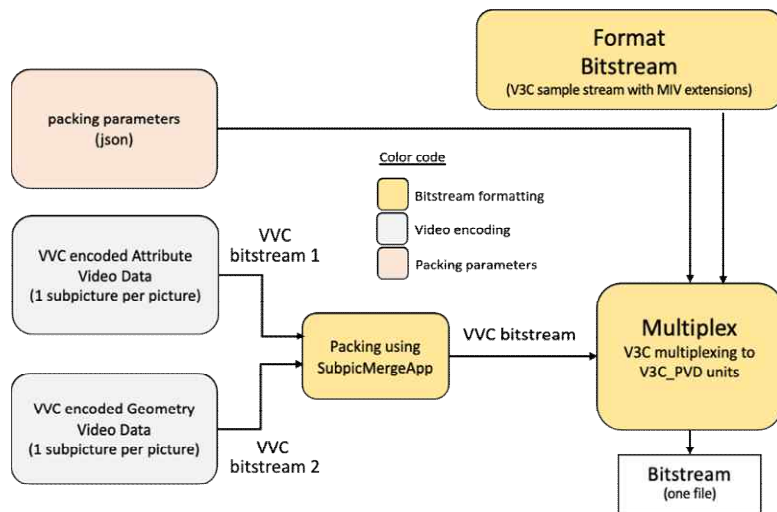 Format
Bitstream
(V3C sample stream with MIV extensions)
packing parameters
(json)
Color code
Bitstream formatting
Video encoding
Packing parameters
VVC
bitstream 1
VVC encoded Attribute
Video Data
(1 subpicture per picture)
Packing using
SubpicMergeApp
VVC bitstream
Multiplex
V3C multiplexing to
V3C_PVD units
VVC encoded Geometry
Video Data
(1 subpicture per picture)
VVC
bitstream 2
Bitstream
(one file)